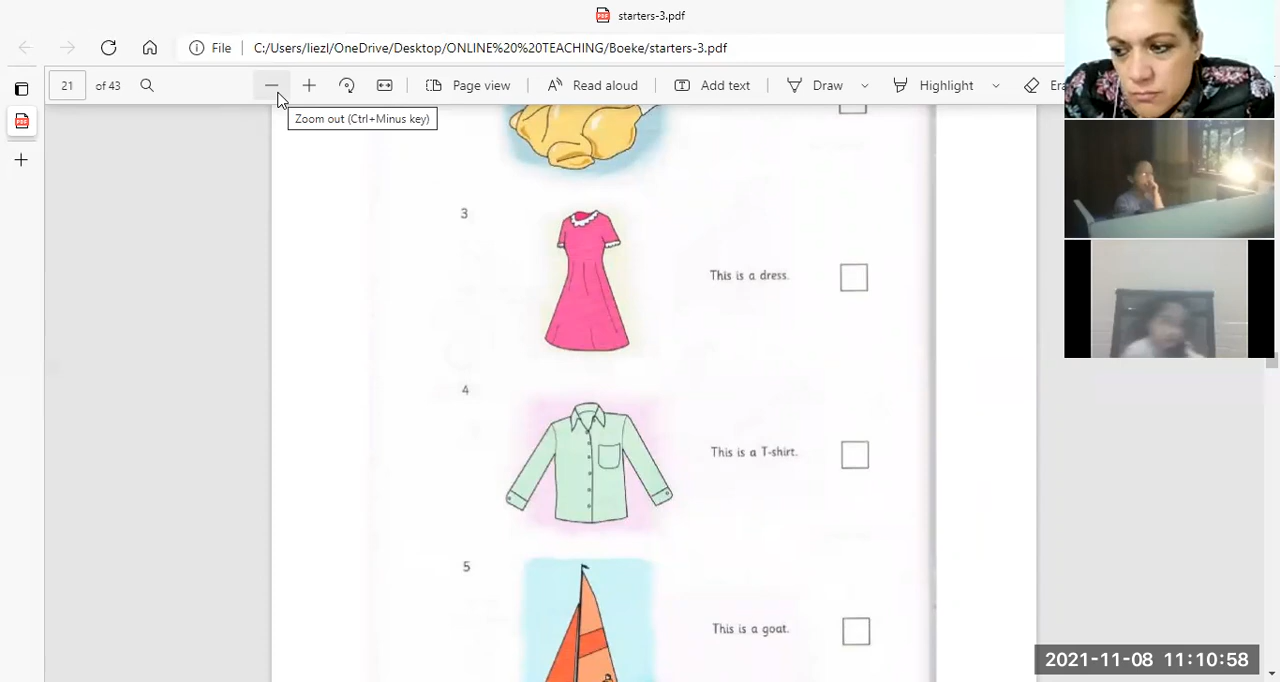 starters-3.pdf
File C:/Users/liezl/OneDrive/Desktop/ONLINE%20%20TEACHING/Boeke/starters-3.pdf
21 of 43 Page view Read aloud Add text Draw Highlight
Zoom out (Ctrl+Minus key)
3
This is a dress.
4
This is a T-shirt.
5
This is a goat.
2021-11-08 11:10:58